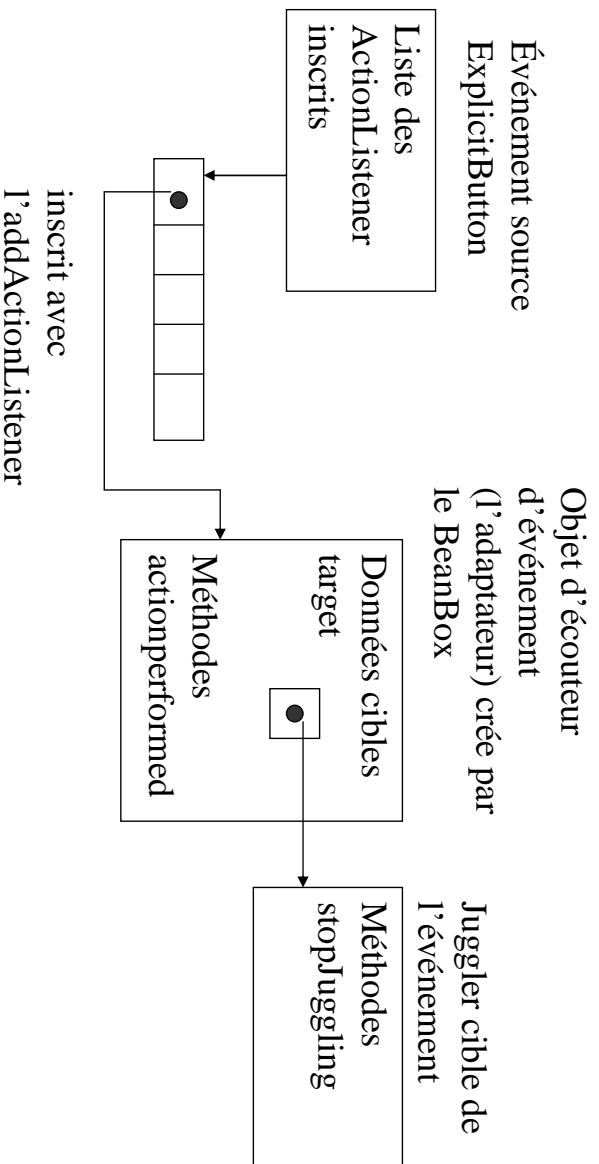 Événement source
ExplicitButton
Liste des
ActionListener
inscrits
inscrit avec
l'addActionListener
Objet d'écouteur
d'événement
(l'adaptateur) crée par
le BeanBox
Données cibles
target
Méthodes
actionperformed
Juggler cible de
l'événement
Méthodes
stopJuggling